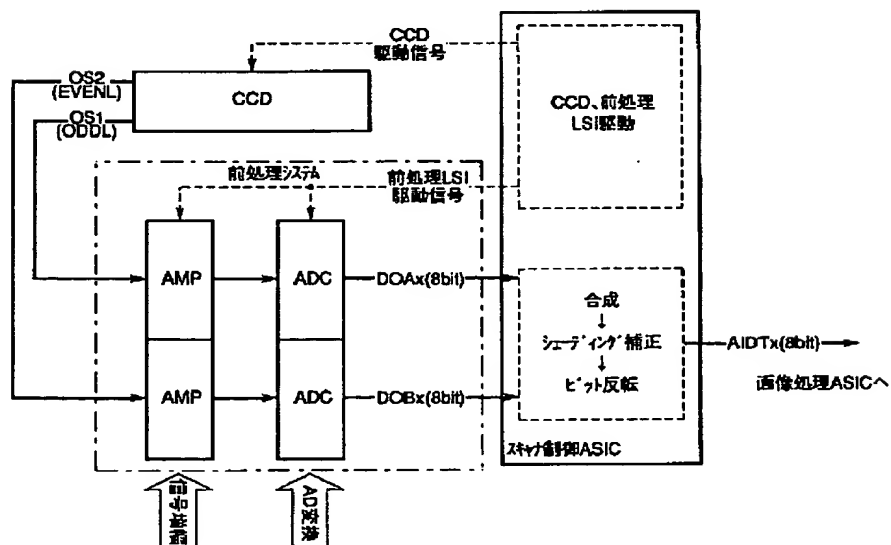 CCD
駆動信号
OS2
(EVENL)
CCD
OS1
(ODDL)
CCD、前処理
LSI駆動
前処理システム
前処理LSI
駆動信号
AMP
ADC
DOAx(8bit)
合成
↓
シェーディング補正
↓
ビット反転
AIDTx(8bit)
画像処理ASICへ
AMP
ADC
DOBx(8bit)
スキャナ制御ASIC
信号増幅
AD変換